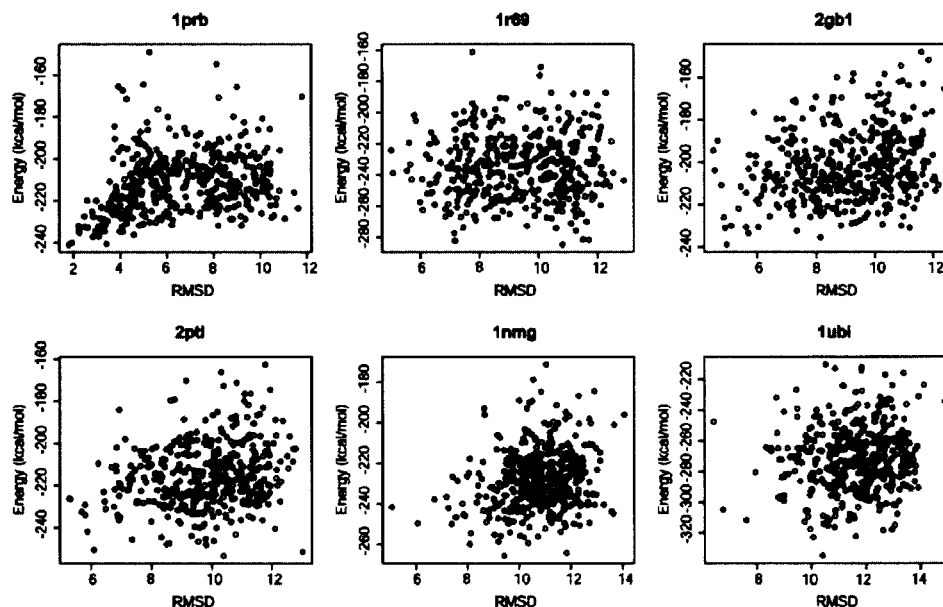 1prb
Energy (kcal/mol)
-240 -220 -200 -180 -160
2 4 6 8 10 12
RMSD
1r69
Energy (kcal/mol)
-280 -260 -240 -220 -200 -180 -160
6 8 10 12
RMSD
2gb1
Energy (kcal/mol)
-240 -220 -200 -180 -160
6 8 10 12
RMSD
2ptl
Energy (kcal/mol)
-240 -220 -200 -180 -160
6 8 10 12
RMSD
1nmg
Energy (kcal/mol)
-260 -240 -220 -200 -180
6 8 10 12 14
RMSD
1ubi
Energy (kcal/mol)
-320 -300 -280 -260 -240 -220
8 10 12 14
RMSD